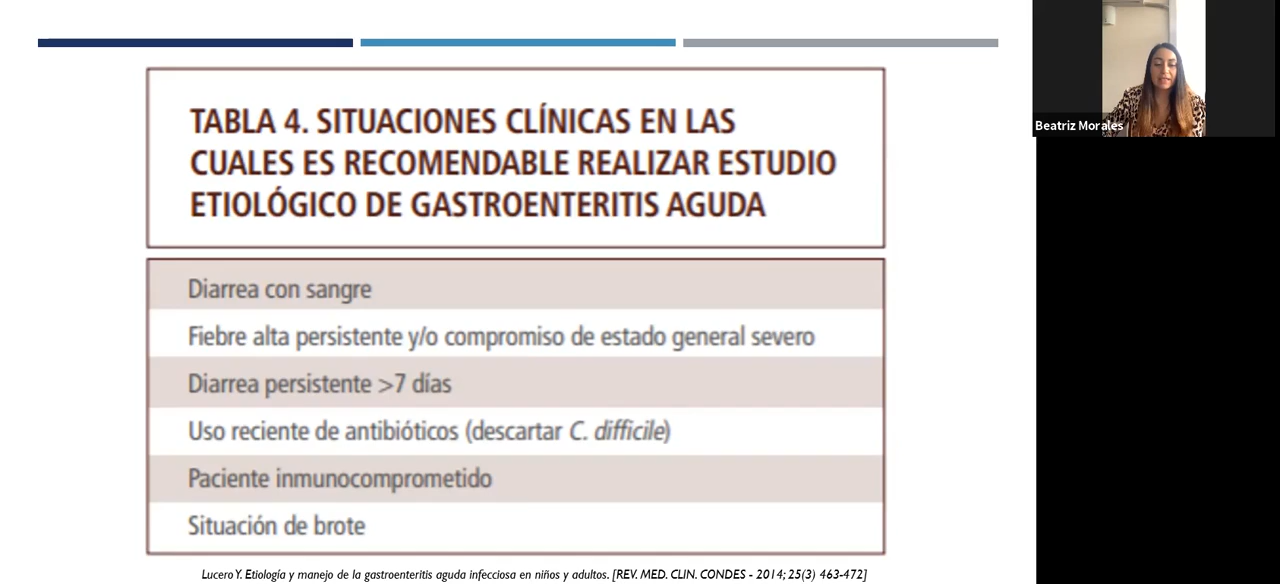 TABLA 4. SITUACIONES CLÍNICAS EN LAS
CUALES ES RECOMENDABLE REALIZAR ESTUDIO
ETIOLÓGICO DE GASTROENTERITIS AGUDA
Diarrea con sangre
Fiebre alta persistente y/o compromiso de estado general severo
Diarrea persistente >7 días
Uso reciente de antibióticos (descartar C. difficile)
Paciente inmunocomprometido
Situación de brote
Lucero Y. Etiología y manejo de la gastroenteritis aguda infecciosa en niños y adultos. [REV. MED. CLIN. CONDES - 2014; 25(3) 463-472]
Beatriz Morales